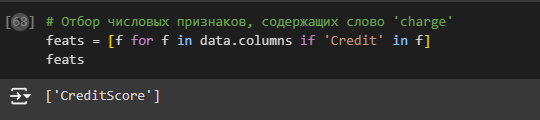 [68] # Отбор числовых признаков, содержащих слово 'charge'
feats = [f for f in data.columns if 'Credit' in f]
feats
['CreditScore']